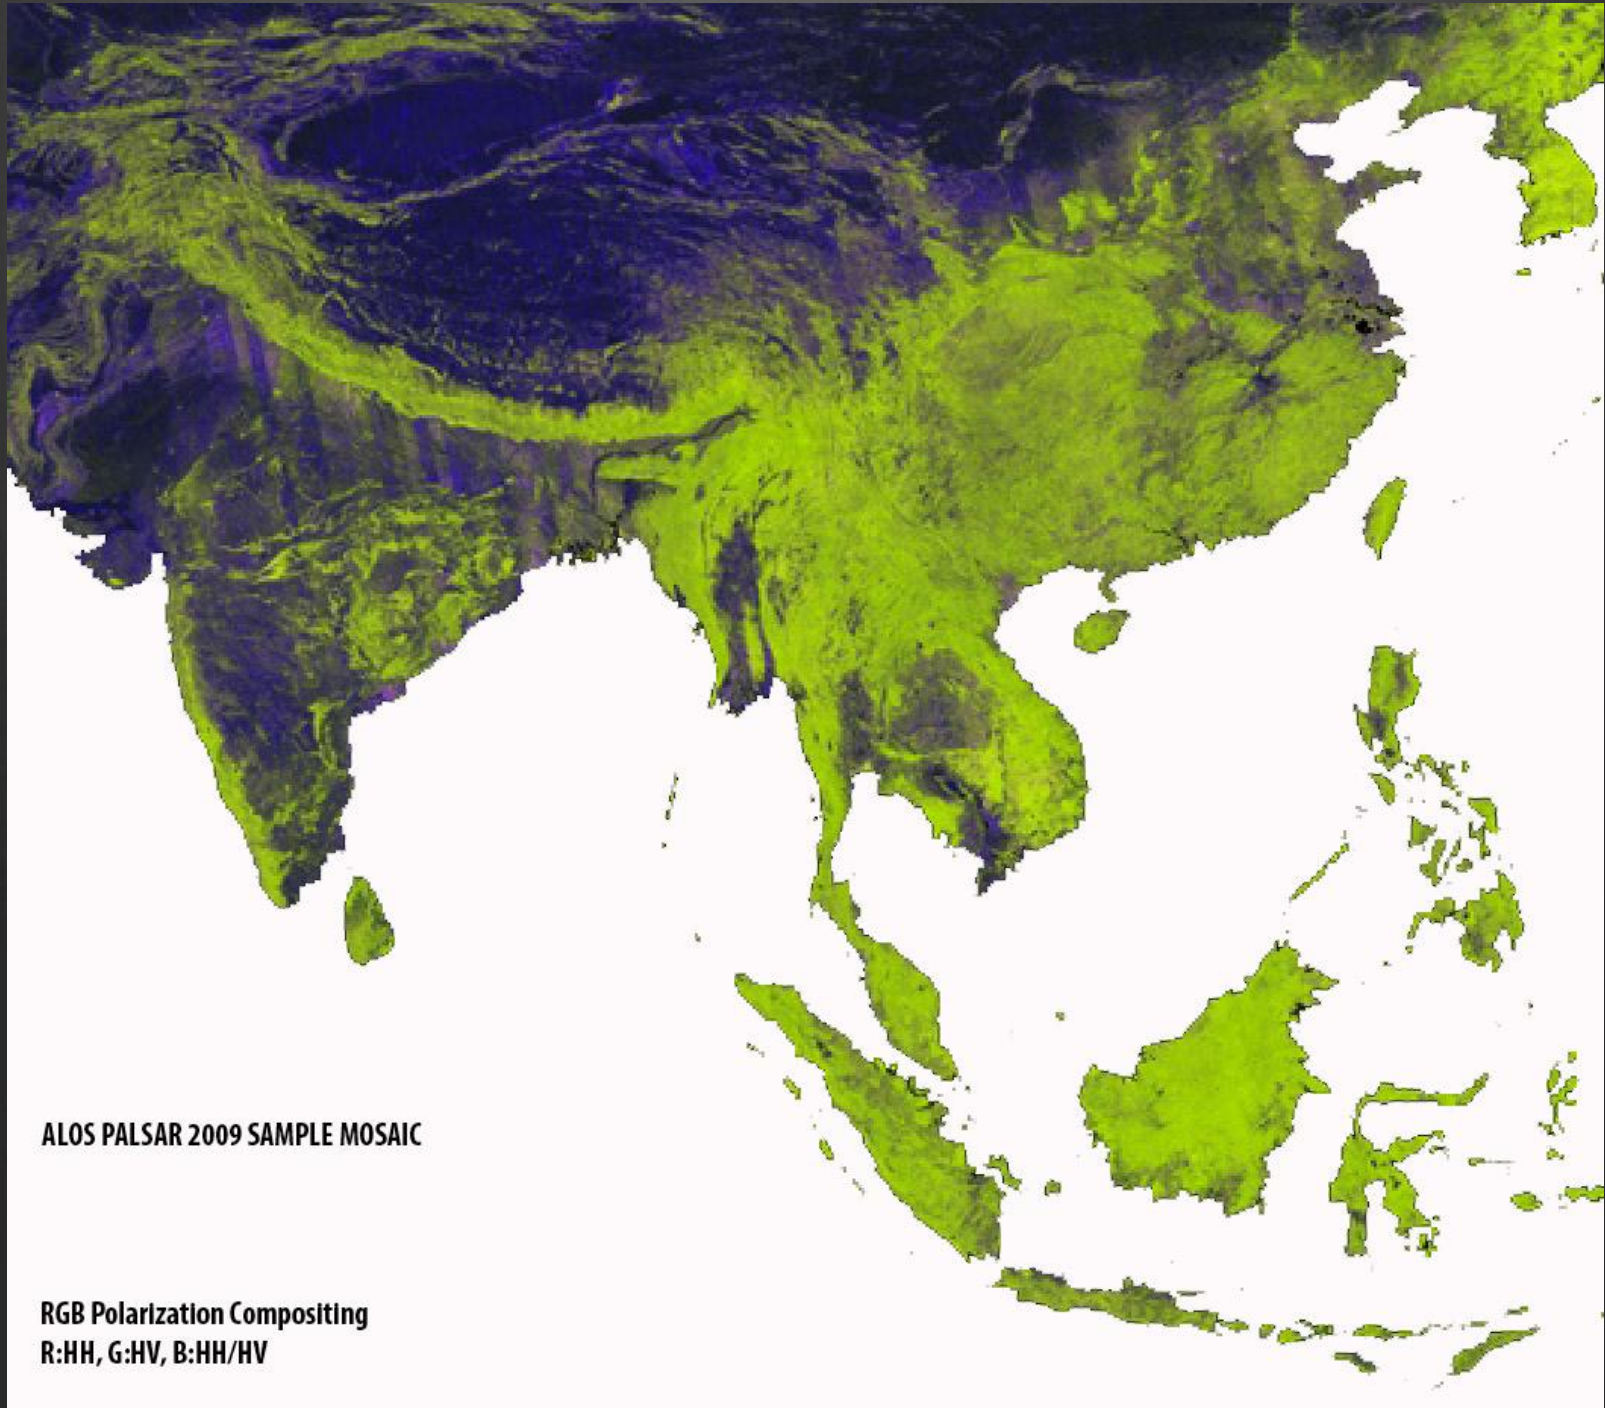 ALOS PALSAR 2009 SAMPLE MOSAIC
RGB Polarization Compositing
R:HH, G:HV, B:HH/HV